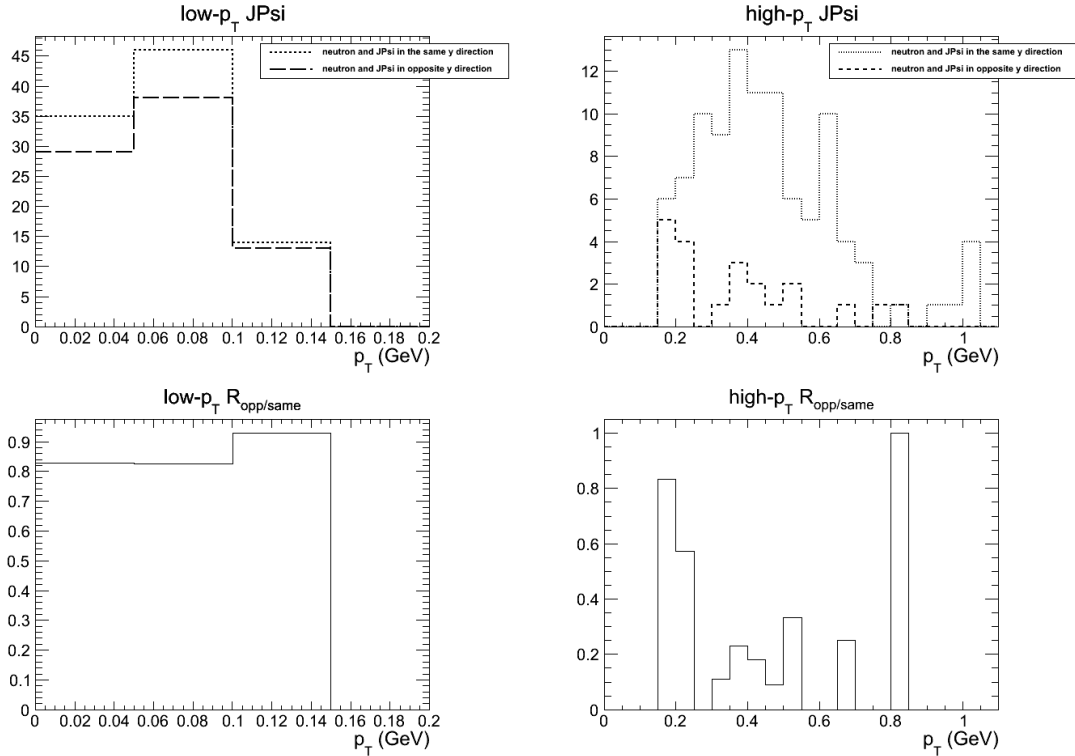 low-pT JPsi
neutron and JPsi in the same y direction
neutron and JPsi in opposite y direction
45
40
35
30
25
20
15
10
5
0
0 0.02 0.04 0.06 0.08 0.1 0.12 0.14 0.16 0.18 0.2
pT (GeV)
high-pT JPsi
neutron and JPsi in the same y direction
neutron and JPsi in opposite y direction
12
10
8
6
4
2
0
0 0.2 0.4 0.6 0.8 1
pT (GeV)
low-pT Ropp/same
0.9
0.8
0.7
0.6
0.5
0.4
0.3
0.2
0.1
0
0 0.02 0.04 0.06 0.08 0.1 0.12 0.14 0.16 0.18 0.2
pT (GeV)
high-pT Ropp/same
1
0.8
0.6
0.4
0.2
0
0 0.2 0.4 0.6 0.8 1
pT (GeV)